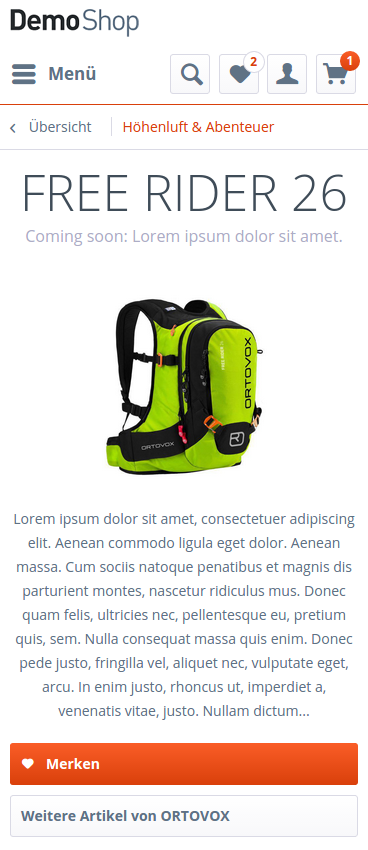 DemoShop
Menü
2
1
Übersicht
Höhenluft & Abenteuer
FREE RIDER 26
Coming soon: Lorem ipsum dolor sit amet.
ORTOVOX
ORTOVOX
Lorem ipsum dolor sit amet, consectetuer adipiscing
elit. Aenean commodo ligula eget dolor. Aenean
massa. Cum sociis natoque penatibus et magnis dis
parturient montes, nascetur ridiculus mus. Donec
quam felis, ultricies nec, pellentesque eu, pretium
quis, sem. Nulla consequat massa quis enim. Donec
pede justo, fringilla vel, aliquet nec, vulputate eget,
arcu. In enim justo, rhoncus ut, imperdiet a,
venenatis vitae, justo. Nullam dictum...
Merken
Weitere Artikel von ORTOVOX